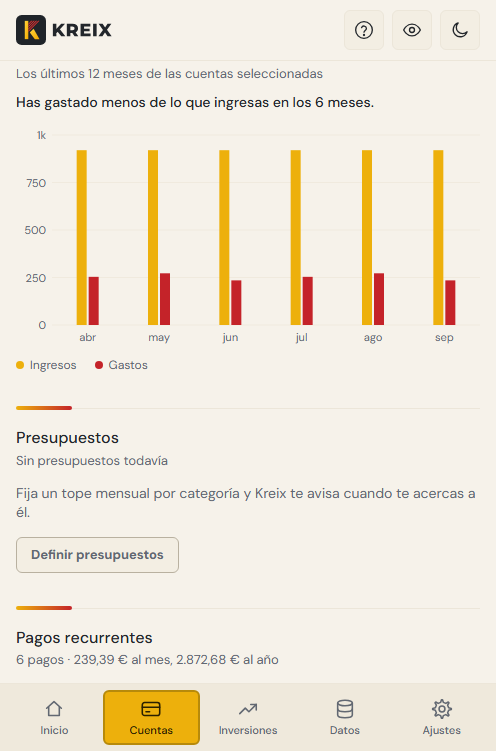 KREIX
Los últimos 12 meses de las cuentas seleccionadas
Has gastado menos de lo que ingresas en los 6 meses.
1k
750
500
250
0
abr may jun jul ago sep
Ingresos Gastos
Presupuestos
Sin presupuestos todavía
Fija un tope mensual por categoría y Kreix te avisa cuando te acercas a
él.
Definir presupuestos
Pagos recurrentes
6 pagos · 239,39 € al mes, 2.872,68 € al año
Inicio Cuentas Inversiones Datos Ajustes